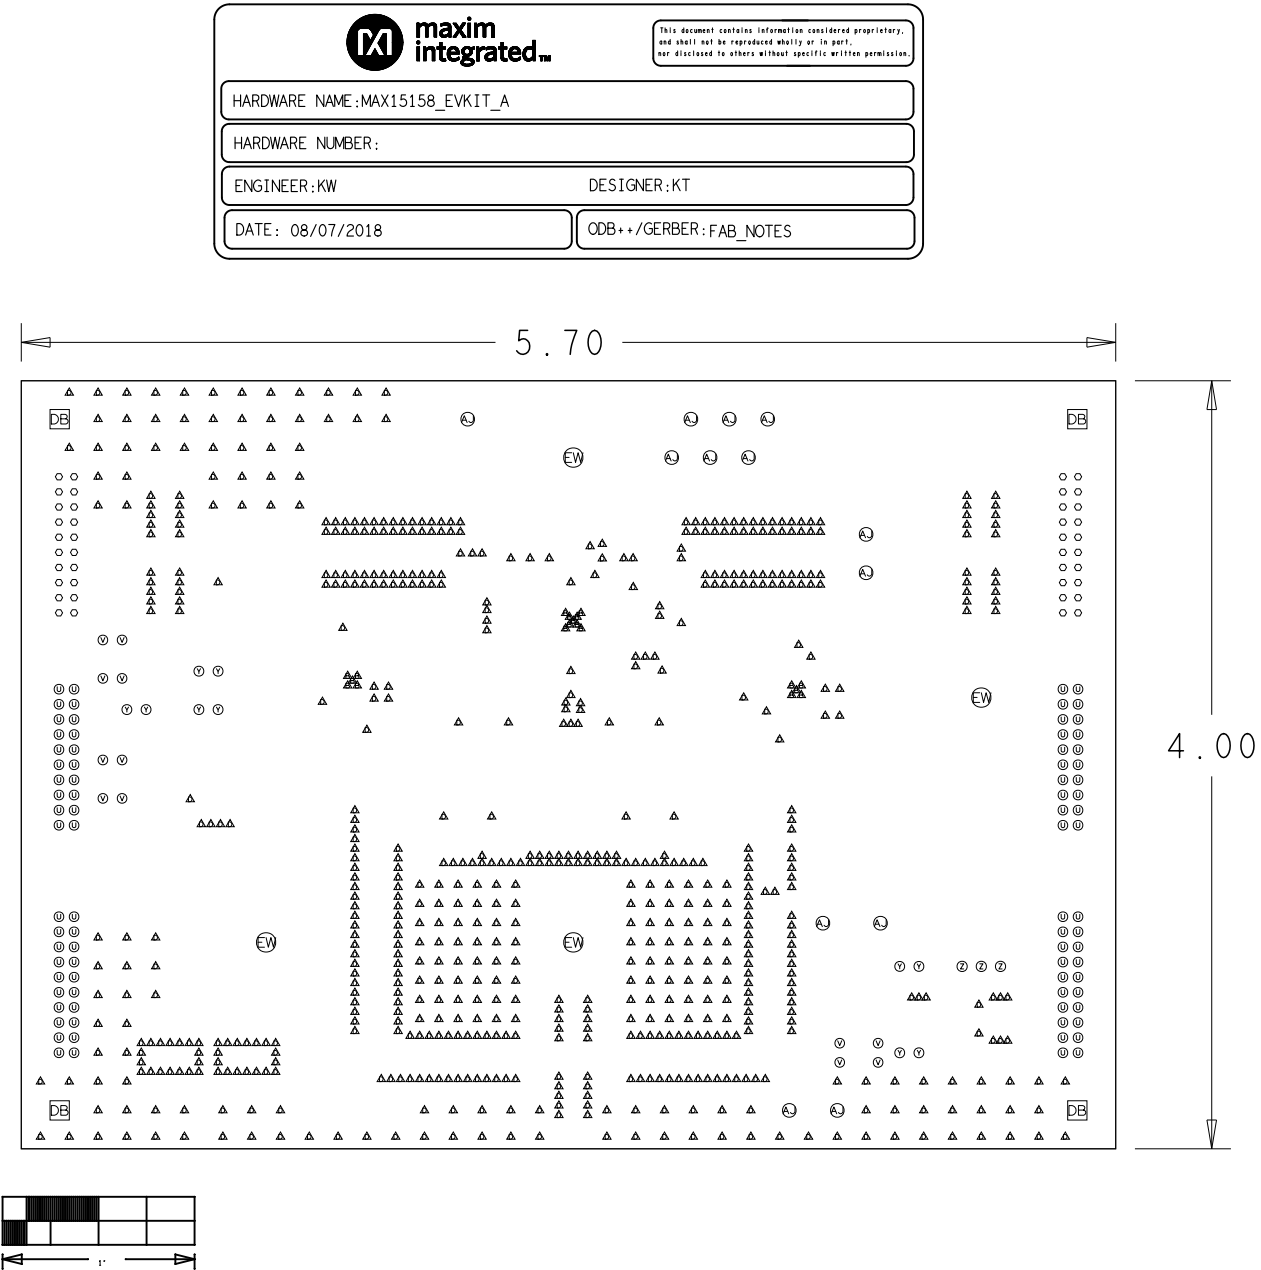 maxim
integrated™
This document contains information considered proprietary,
and shall not be reproduced wholly or in part,
nor disclosed to others without specific written permission.
HARDWARE NAME:MAX15158_EVKIT_A
HARDWARE NUMBER:
ENGINEER:KW DESIGNER:KT
DATE: 08/07/2018 ODB++/GERBER:FAB_NOTES
5.70
DB AJ AJ AJ AJ DB
EW AJ AJ AJ
AJ
AJ
V V
Y Y
V V
U U U U
EW
U U U U
Y Y Y Y
U U U U
U U U U
4.00
U U U U
V V
U U U U
U U U U
V V
U U U U
U U U U
U U U U
U U U U
AJ AJ
U U U U
EW EW
U U U U
U U U U
Y Y Z Z Z
U U U U
U U U U
U U U U
U U U U
U U U U
V V
U U U U
Y Y
V V
DB AJ AJ DB
1"